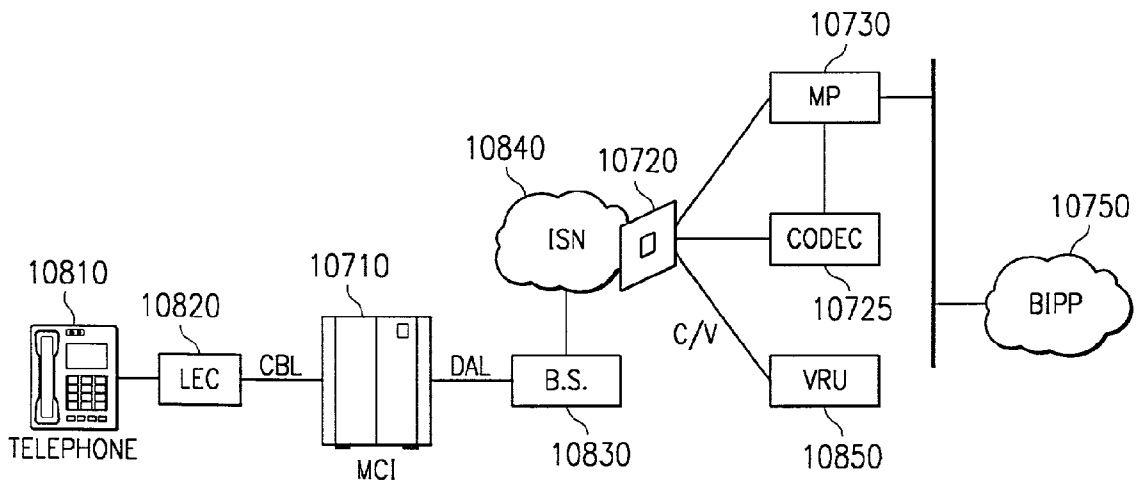 10730
MP
10840
10720
ISN
CODEC
10725
10750
BIPP
10810
10820
10710
LEC
CBL
DAL
B.S.
C/V
VRU
TELEPHONE
MCI
10830
10850